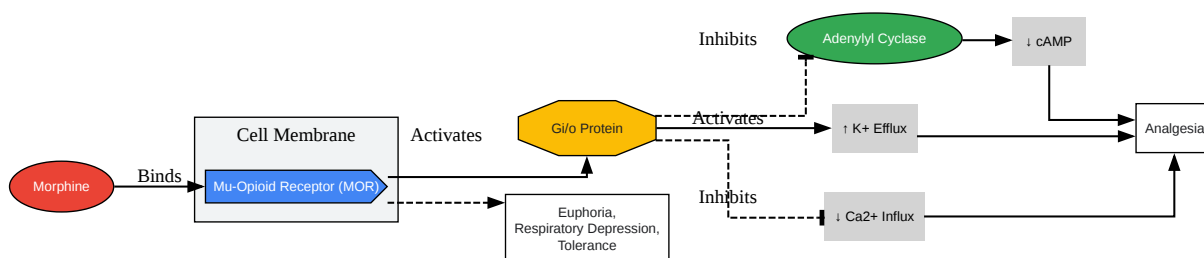 Morphine
Binds
Cell Membrane
Mu-Opioid Receptor (MOR)
Activates
Gi/o Protein
Euphoria,
Respiratory Depression,
Tolerance
Inhibits
Adenylyl Cyclase
↓ cAMP
Activates
↑ K+ Efflux
Analgesia
Inhibits
↓ Ca2+ Influx